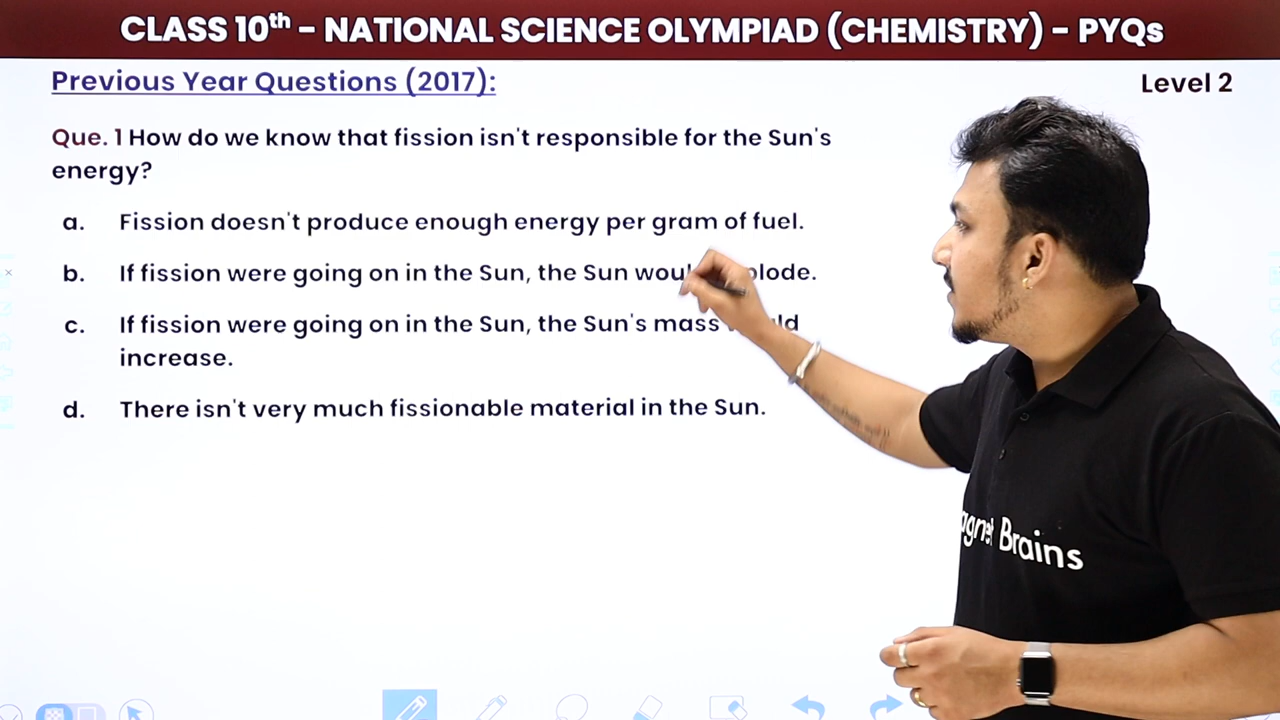 CLASS 10th – NATIONAL SCIENCE OLYMPIAD (CHEMISTRY) – PYQs
Previous Year Questions (2017):
Level 2
Que. 1 How do we know that fission isn't responsible for the Sun's
energy?
a. Fission doesn't produce enough energy per gram of fuel.
b. If fission were going on in the Sun, the Sun
c. If fission were going on in the Sun, the Sun's mass
increase.
d. There isn't very much fissionable material in the Sun.
Brains